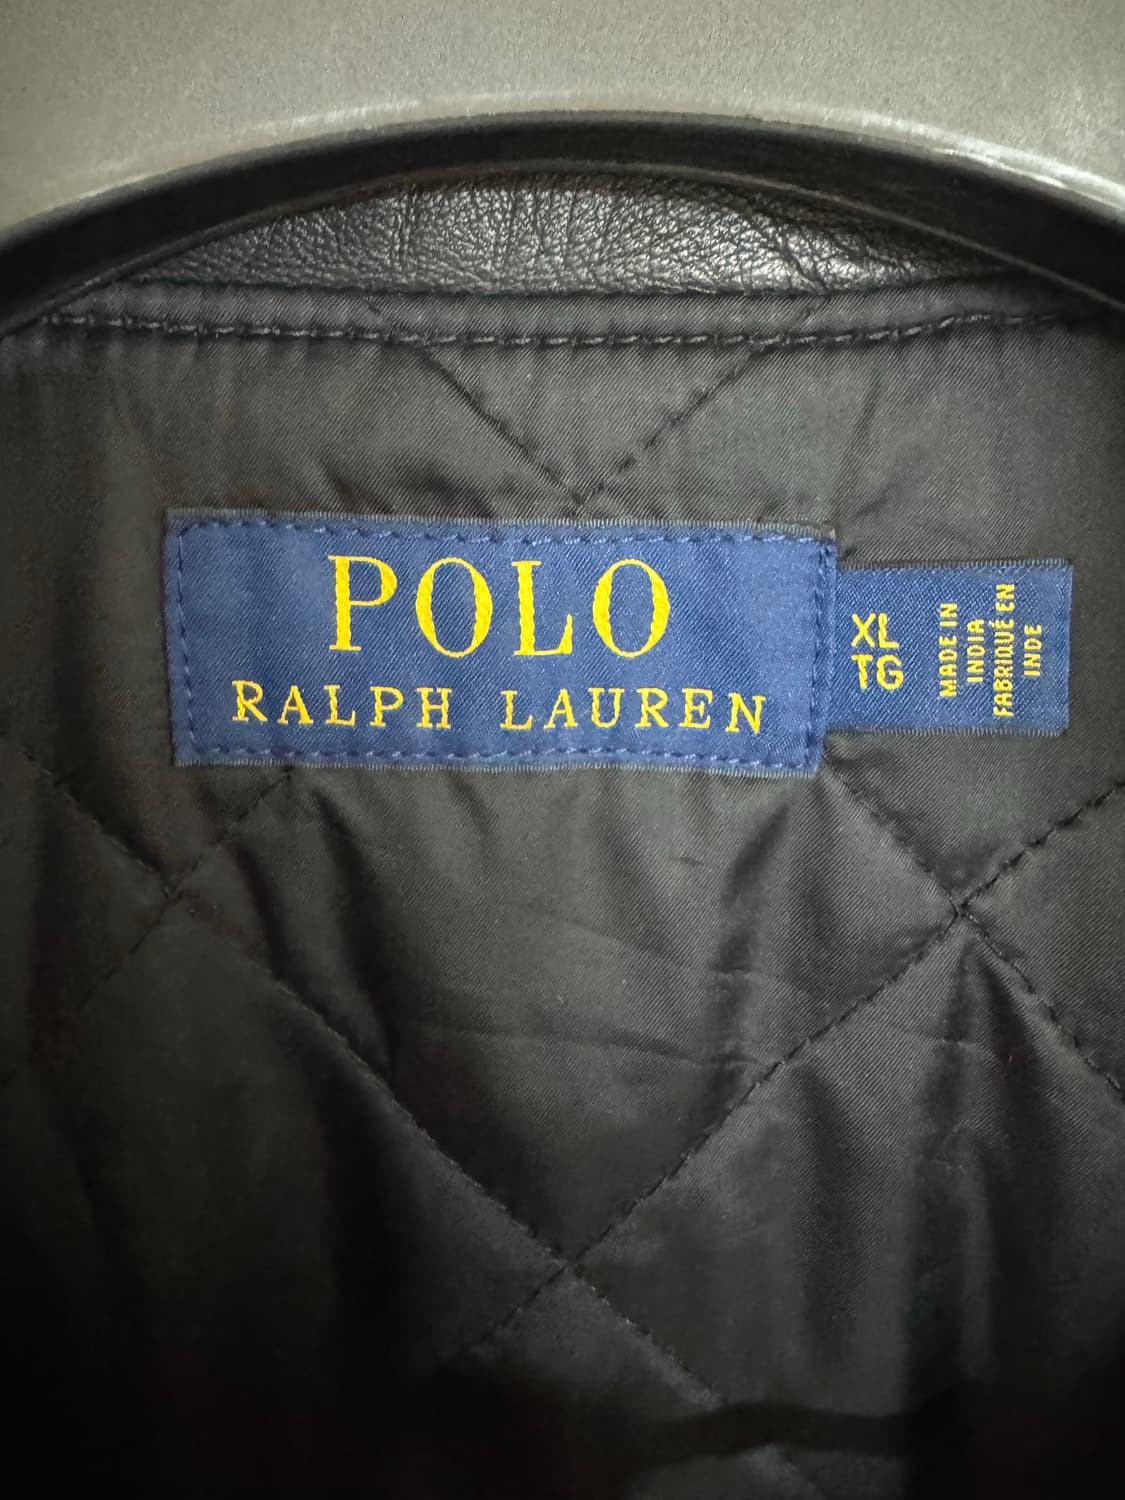 POLO
RALPH LAUREN
XL
TG
MADE IN
INDIA
FABRIQUÉ EN
INDE